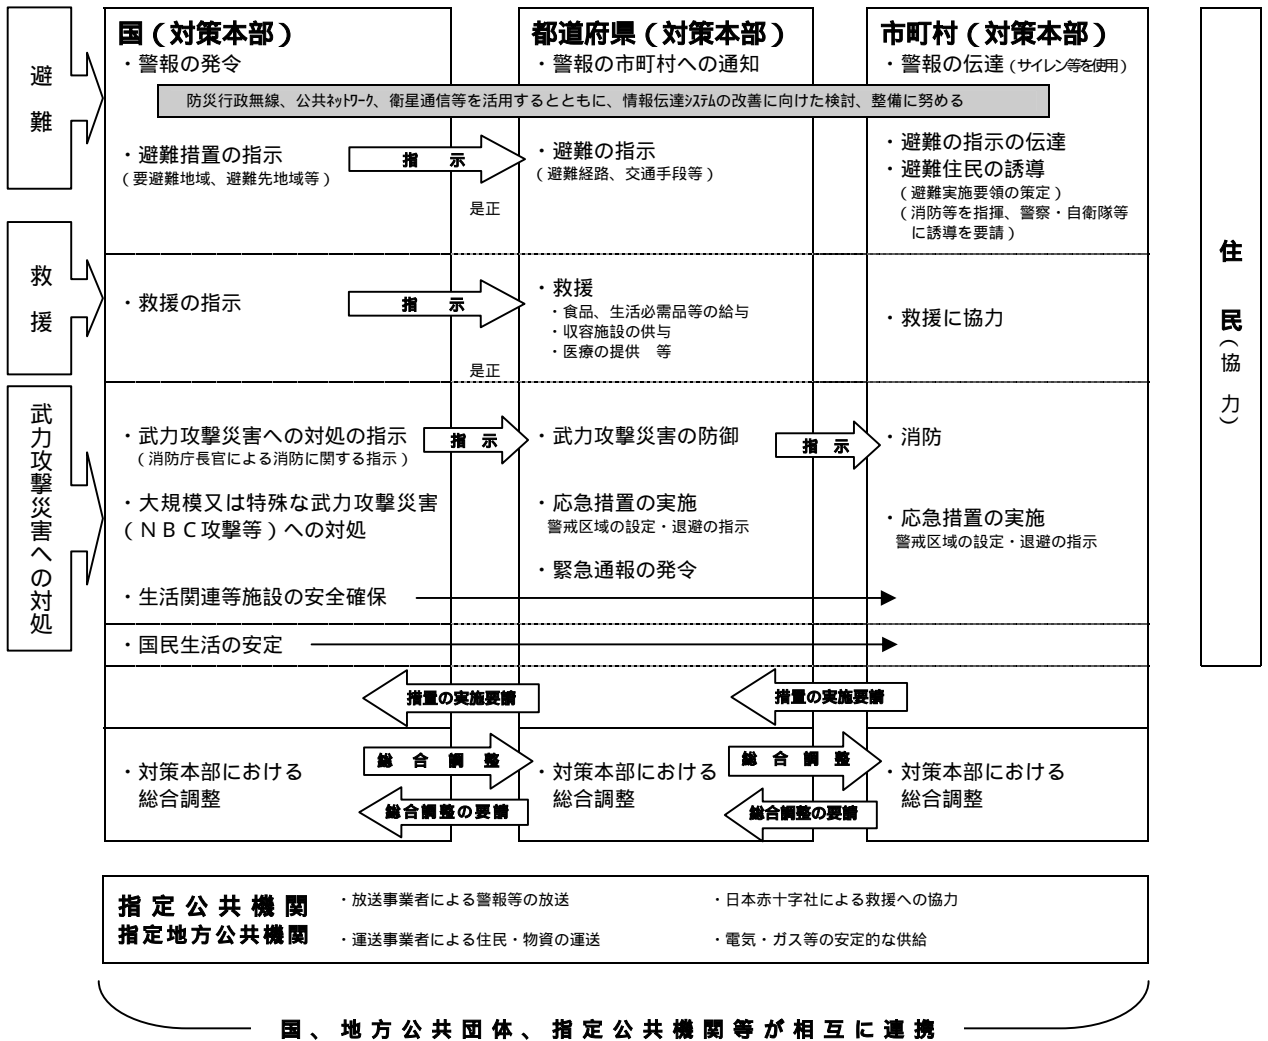 避難
国（対策本部）
・警報の発令
都道府県（対策本部）
・警報の市町村への通知
市町村（対策本部）
・警報の伝達（サイレン等を使用）
防災行政無線、公共ﾈｯﾄﾜｰｸ、衛星通信等を活用するとともに、情報伝達ｼｽﾃﾑの改善に向けた検討、整備に努める
・避難措置の指示
（要避難地域、避難先地域等）
指　示
是正
・避難の指示
（避難経路、交通手段等）
・避難の指示の伝達
・避難住民の誘導
（避難実施要領の策定）
（消防等を指揮、警察・自衛隊等
に誘導を要請）
救援
・救援の指示
指　示
是正
・救援
・食品、生活必需品等の給与
・収容施設の供与
・医療の提供　等
・救援に協力
武力攻撃災害への対処
・武力攻撃災害への対処の指示
（消防庁長官による消防に関する指示）
指　示
・武力攻撃災害の防御
指　示
・消防
・大規模又は特殊な武力攻撃災害
（ＮＢＣ攻撃等）への対処
・応急措置の実施
警戒区域の設定・退避の指示
・応急措置の実施
警戒区域の設定・退避の指示
・緊急通報の発令
・生活関連等施設の安全確保
・国民生活の安定
措置の実施要請
措置の実施要請
・対策本部における
総合調整
総　合　調　整
総合調整の要請
・対策本部における
総合調整
総　合　調　整
総合調整の要請
・対策本部における
総合調整
住民（協力）
指定公共機関
指定地方公共機関
・放送事業者による警報等の放送
・日本赤十字社による救援への協力
・運送事業者による住民・物資の運送
・電気・ガス等の安定的な供給
国、地方公共団体、指定公共機関等が相互に連携